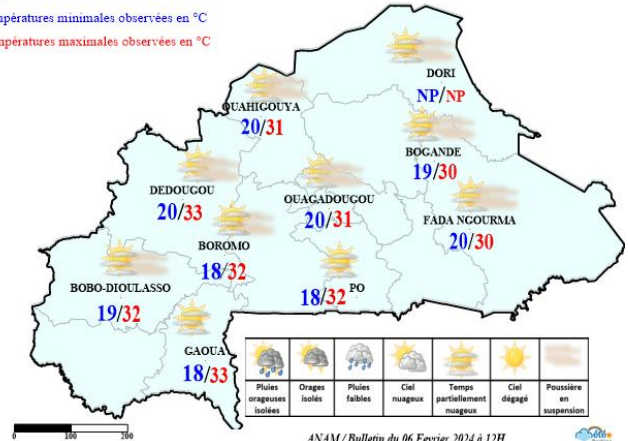 températures minimales observées en °C
températures maximales observées en °C
DORI
NP/NP
OUAHIGOUYA
20/31
BOGANDE
19/30
DEDOUGOU
20/33
OUAGADOUGOU
20/31
FADA NGOURMA
20/30
BOROMO
18/32
PO
18/32
BOBO-DIOULASSO
19/32
GAOUA
18/33
Pluies orageuses isolées
Orages isolés
Pluies faibles
Ciel nuageux
Temps partiellement nuageux
Ciel dégagé
Poussière en suspension
0 100 200
ANAM / Bulletin du 06 Fevrier 2024 à 12H